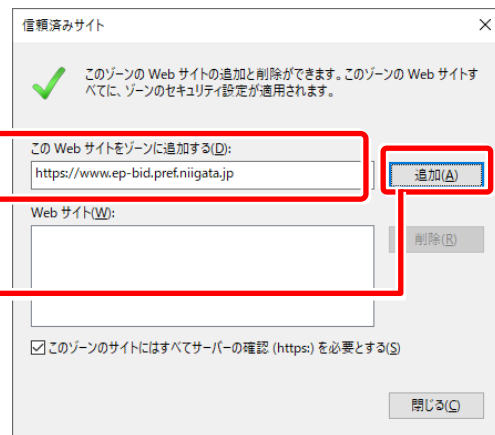 信頼済みサイト
このゾーンの Web サイトの追加と削除ができます。このゾーンの Web サイトす
べてに、ゾーンのセキュリティ設定が適用されます。
この Web サイトをゾーンに追加する(D):
https://www.ep-bid.pref.niigata.jp
追加(A)
Web サイト(W):
削除(R)
このゾーンのサイトにはすべてサーバーの確認 (https:) を必要とする(S)
閉じる(C)